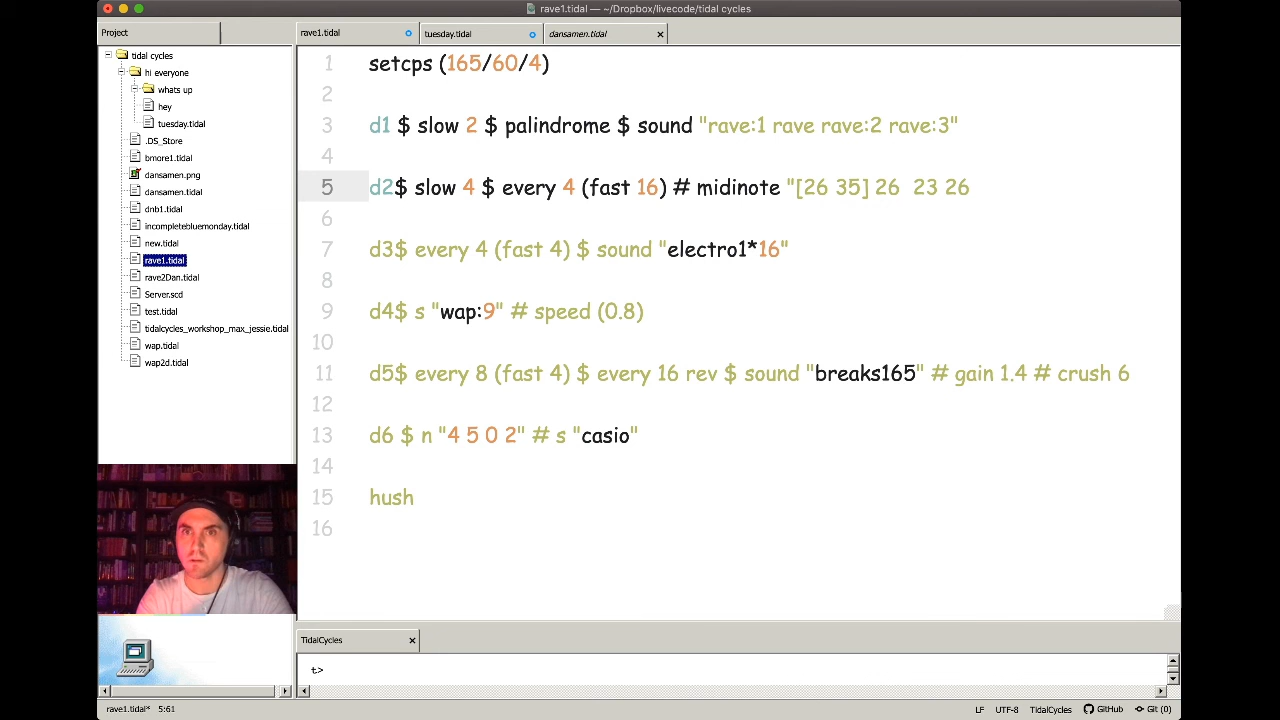 rave1.tidal — ~/Dropbox/livecode/tidal cycles
Project
rave1.tidal
tuesday.tidal
dansamen.tidal
tidal cycles
hi everyone
whats up
hey
tuesday.tidal
.DS_Store
bmore1.tidal
dansamen.png
dansamen.tidal
dnb1.tidal
incompletebluemonday.tidal
new.tidal
rave1.tidal
rave2Dan.tidal
Server.scd
test.tidal
tidalcycles_workshop_max_jessie.tidal
wap.tidal
wap2d.tidal
1 setcps (165/60/4)
2
3 d1 $ slow 2 $ palindrome $ sound "rave:1 rave rave:2 rave:3"
4
5 d2$ slow 4 $ every 4 (fast 16) # midinote "[26 35] 26  23 26
6
7 d3$ every 4 (fast 4) $ sound "electro1*16"
8
9 d4$ s "wap:9" # speed (0.8)
10
11 d5$ every 8 (fast 4) $ every 16 rev $ sound "breaks165" # gain 1.4 # crush 6
12
13 d6 $ n "4 5 0 2" # s "casio"
14
15 hush
16
TidalCycles
t>
rave1.tidal* 5:61
LF UTF-8 TidalCycles GitHub Git (0)